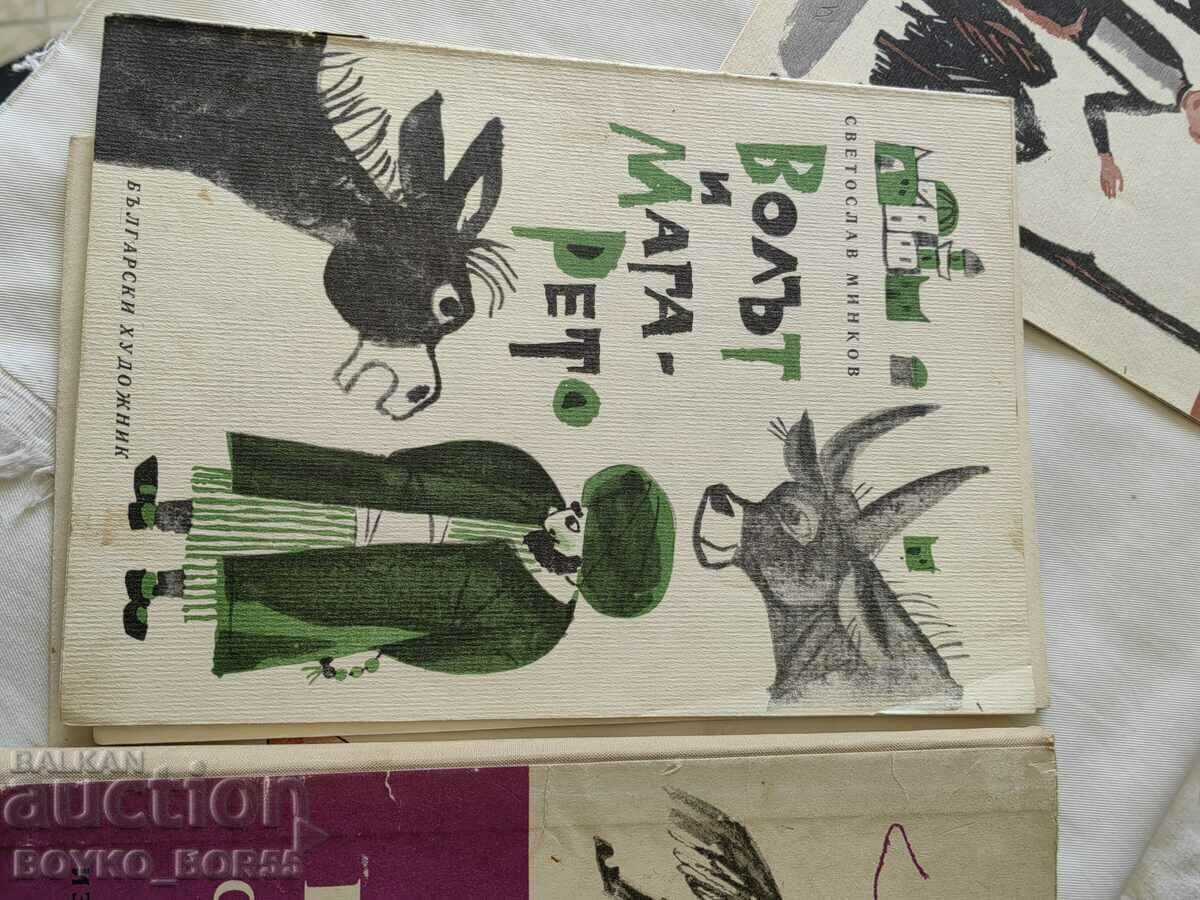 СВЕТОСЛАВ МИНКОВ
ВОЛЪТ
И
МАГА-
РЕТО
БЪЛГАРСКИ ХУДОЖНИК
BALKAN
auction
BOYKO_BOR55